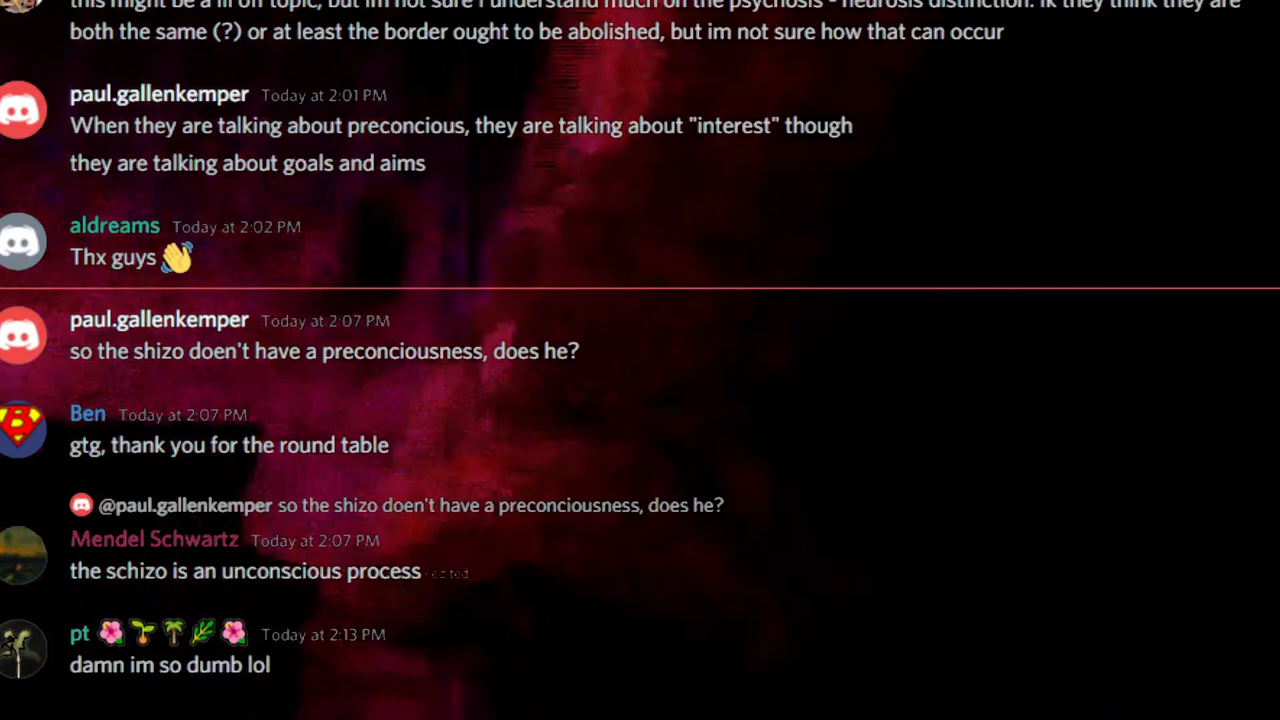 this might be a lil off topic, but im not sure i understand much on the psychosis - neurosis distinction. ik they think they are
both the same (?) or at least the border ought to be abolished, but im not sure how that can occur
paul.gallenkemper Today at 2:01 PM
When they are talking about preconcious, they are talking about "interest" though
they are talking about goals and aims
aldreams Today at 2:02 PM
Thx guys 👋
paul.gallenkemper Today at 2:07 PM
so the shizo doen't have a preconciousness, does he?
Ben Today at 2:07 PM
gtg, thank you for the round table
@paul.gallenkemper so the shizo doen't have a preconciousness, does he?
Mendel Schwartz Today at 2:07 PM
the schizo is an unconscious process
pt 🌺🌱🌴🌿🌺 Today at 2:13 PM
damn im so dumb lol